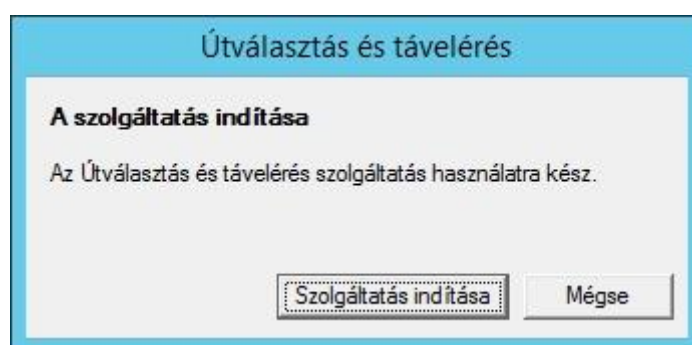 Útválasztás és távelérés
A szolgáltatás indítása
Az Útválasztás és távelérés szolgáltatás használatra kész.
Szolgáltatás indítása
Mégse